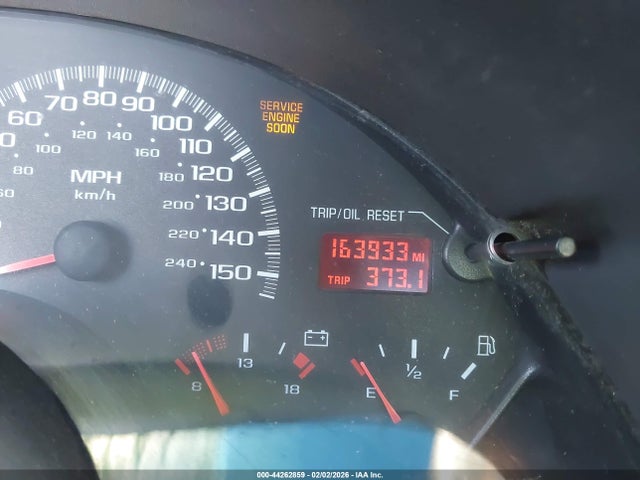 60 70 80 90 100 110 120 130 140 150
80 100 120 140 160 180 200 220 240
MPH
km/h
SERVICE
ENGINE
SOON
TRIP/OIL RESET
163933 MI
TRIP 373.1
8 13 18
E 1/2 F
000-44262859 - 02/02/2026 - IAA Inc.